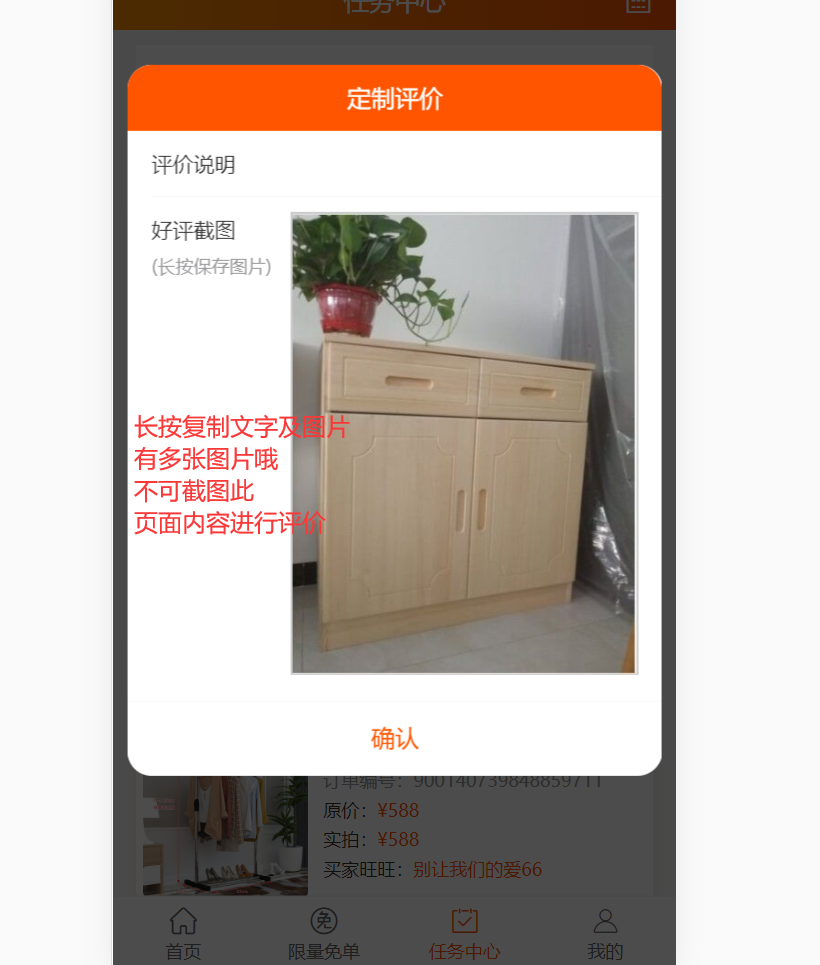 任务中心
定制评价
评价说明
好评截图
(长按保存图片)
长按复制文字及图片
有多张图片哦
不可截图此
页面内容进行评价
确认
订单编号：900140739848859711
原价：¥588
实拍：¥588
买家旺旺：别让我们的爱66
免
首页
限量免单
任务中心
我的